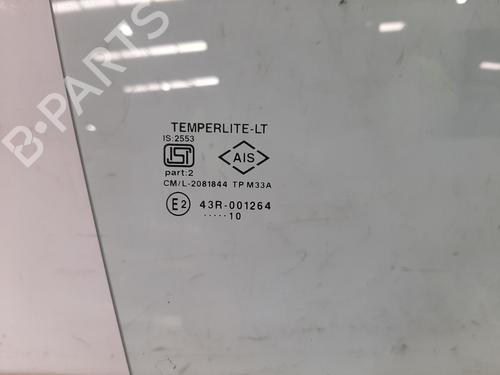 B-PARTS
TEMPERLITE-LT
IS:2553
ISI
AIS
part:2
CM/L-2081844 TP M33A
E2 43R-001264
.....10